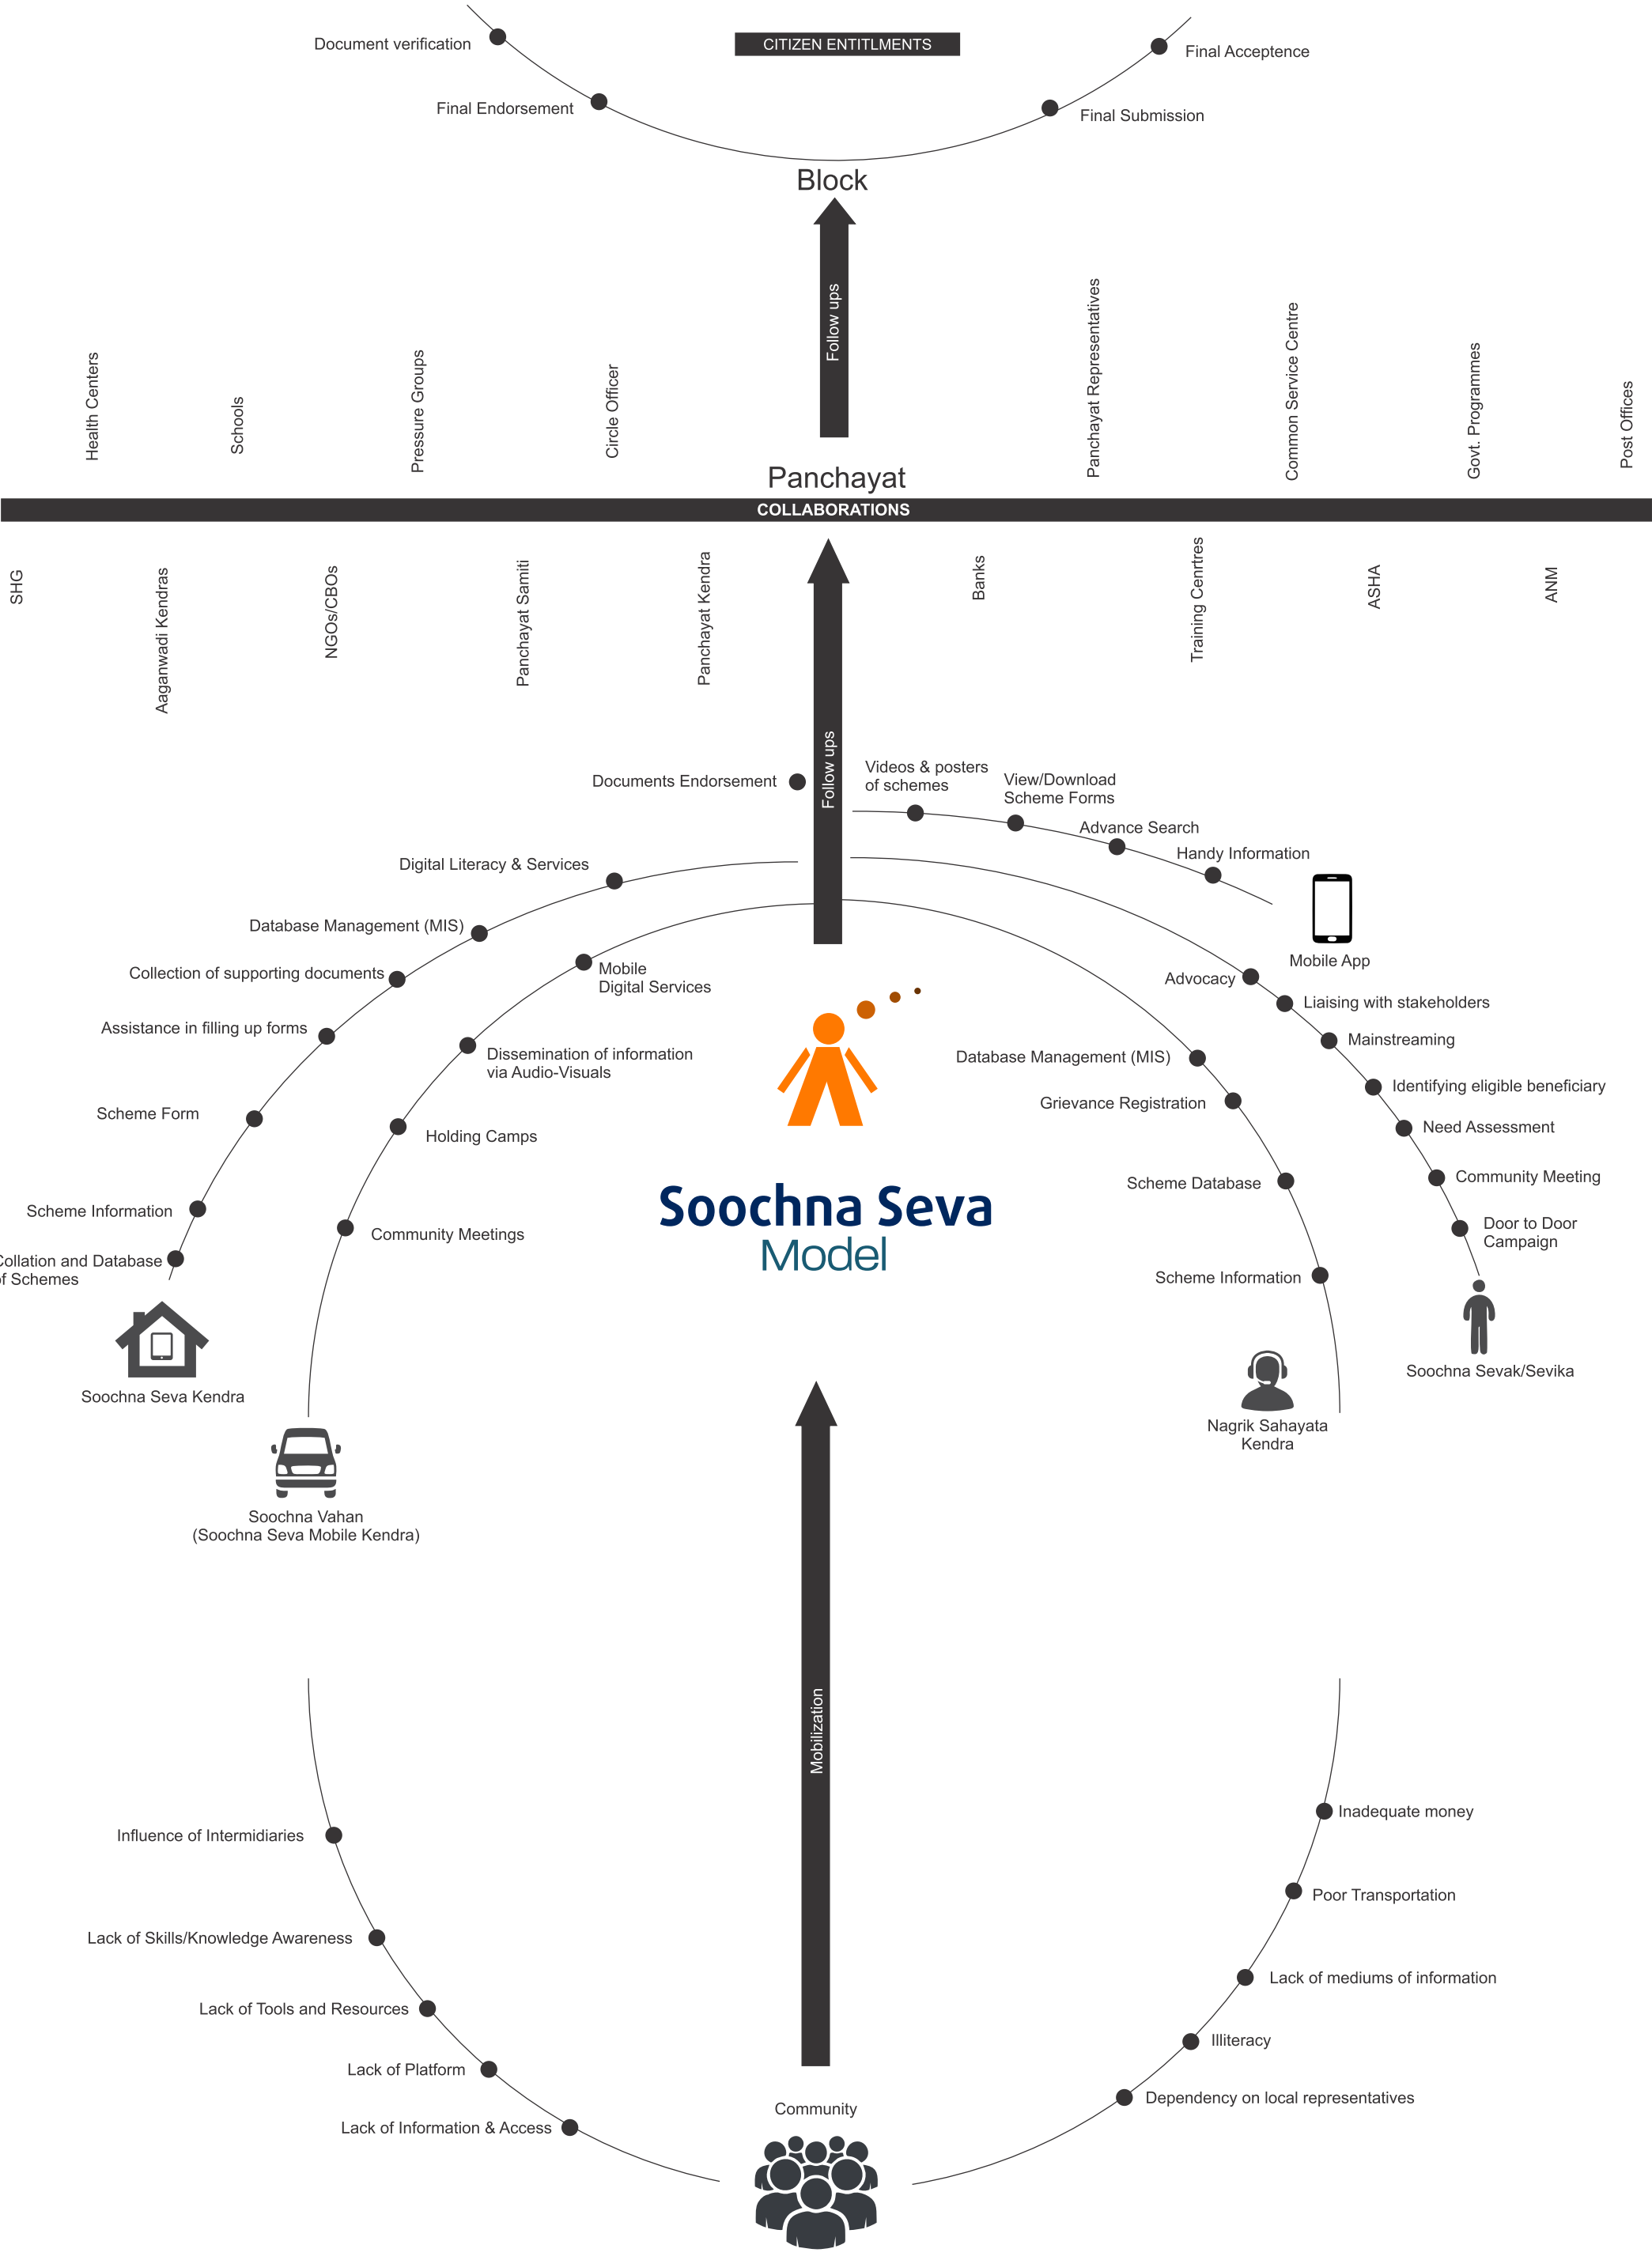 CITIZEN ENTITLMENTS
Document verification
Final Endorsement
Final Acceptence
Final Submission
Block
Follow ups
Health Centers
Schools
Pressure Groups
Circle Officer
Panchayat Representatives
Common Service Centre
Govt. Programmes
Post Offices
Panchayat
COLLABORATIONS
SHG
Aaganwadi Kendras
NGOs/CBOs
Panchayat Samiti
Panchayat Kendra
Banks
Training Cenrtres
ASHA
ANM
Follow ups
Documents Endorsement
Videos & posters
of schemes
View/Download
Scheme Forms
Advance Search
Handy Information
Mobile App
Digital Literacy & Services
Database Management (MIS)
Collection of supporting documents
Assistance in filling up forms
Scheme Form
Scheme Information
Collation and Database
of Schemes
Soochna Seva Kendra
Mobile
Digital Services
Dissemination of information
via Audio-Visuals
Holding Camps
Community Meetings
Soochna Vahan
(Soochna Seva Mobile Kendra)
Soochna Seva
Model
Database Management (MIS)
Grievance Registration
Scheme Database
Scheme Information
Nagrik Sahayata
Kendra
Advocacy
Liaising with stakeholders
Mainstreaming
Identifying eligible beneficiary
Need Assessment
Community Meeting
Door to Door
Campaign
Soochna Sevak/Sevika
Mobilization
Influence of Intermidiaries
Lack of Skills/Knowledge Awareness
Lack of Tools and Resources
Lack of Platform
Lack of Information & Access
Inadequate money
Poor Transportation
Lack of mediums of information
Illiteracy
Dependency on local representatives
Community